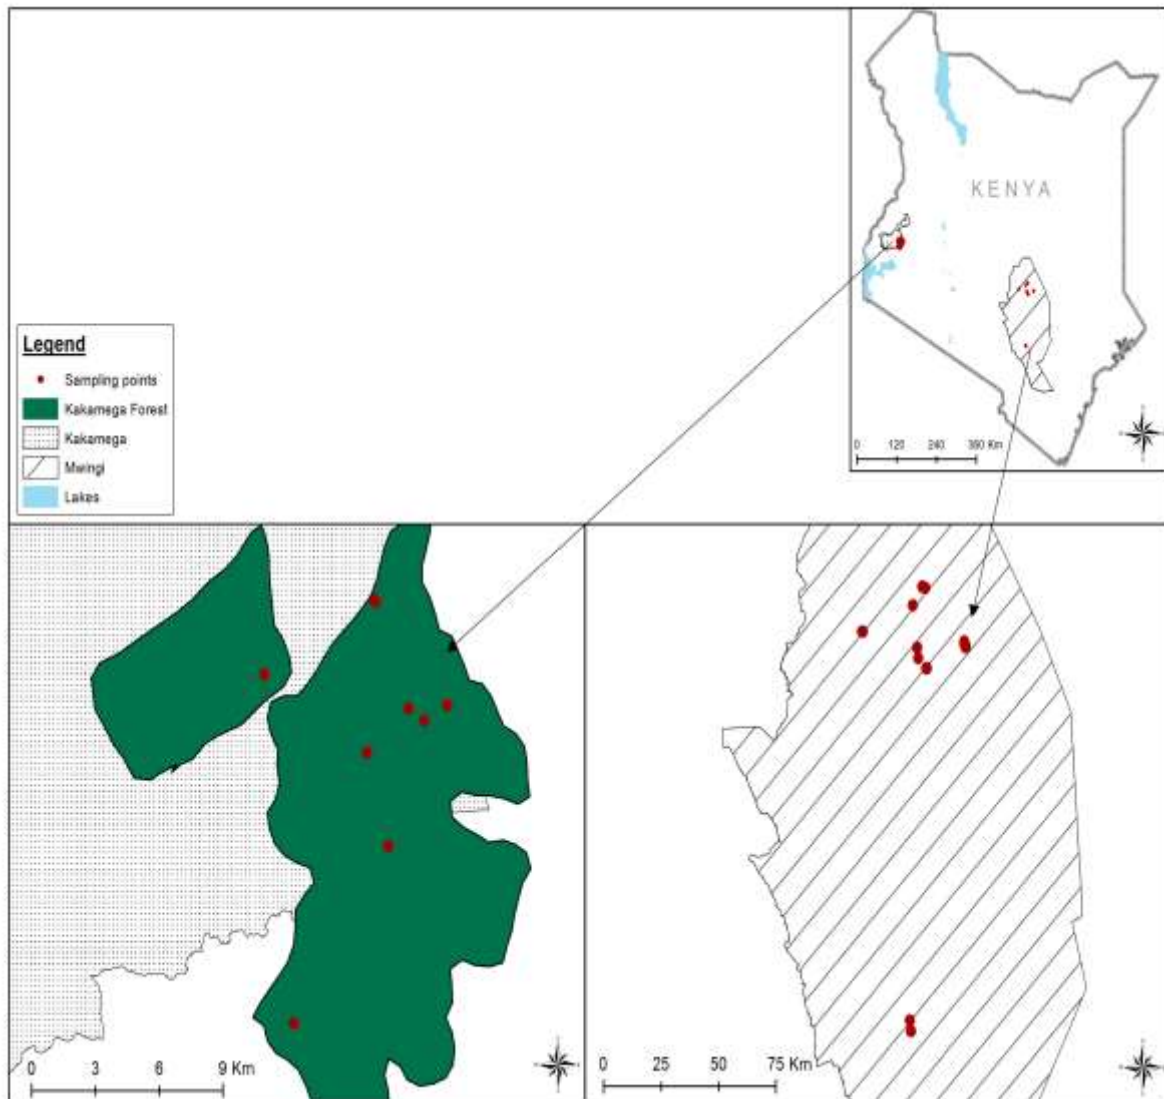 KENYA
0 120 240 360 Km
Legend
Sampling points
Kakamega Forest
Kakamega
Mwingi
Lakes
0 3 6 9 Km
0 25 50 75 Km